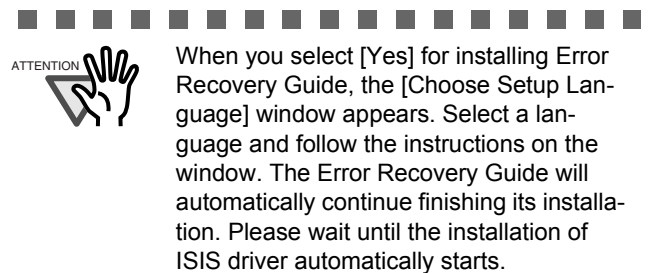 ATTENTION
When you select [Yes] for installing Error
Recovery Guide, the [Choose Setup Lan-
guage] window appears. Select a lan-
guage and follow the instructions on the
window. The Error Recovery Guide will
automatically continue finishing its installa-
tion. Please wait until the installation of
ISIS driver automatically starts.